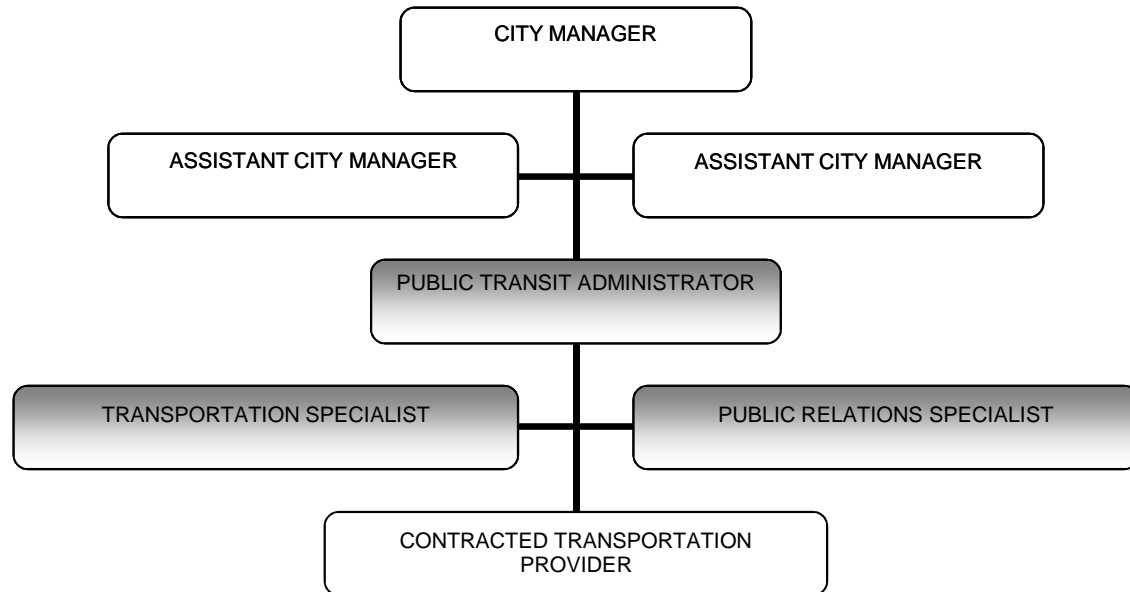 CITY MANAGER
ASSISTANT CITY MANAGER
ASSISTANT CITY MANAGER
PUBLIC TRANSIT ADMINISTRATOR
TRANSPORTATION SPECIALIST
PUBLIC RELATIONS SPECIALIST
CONTRACTED TRANSPORTATION
PROVIDER